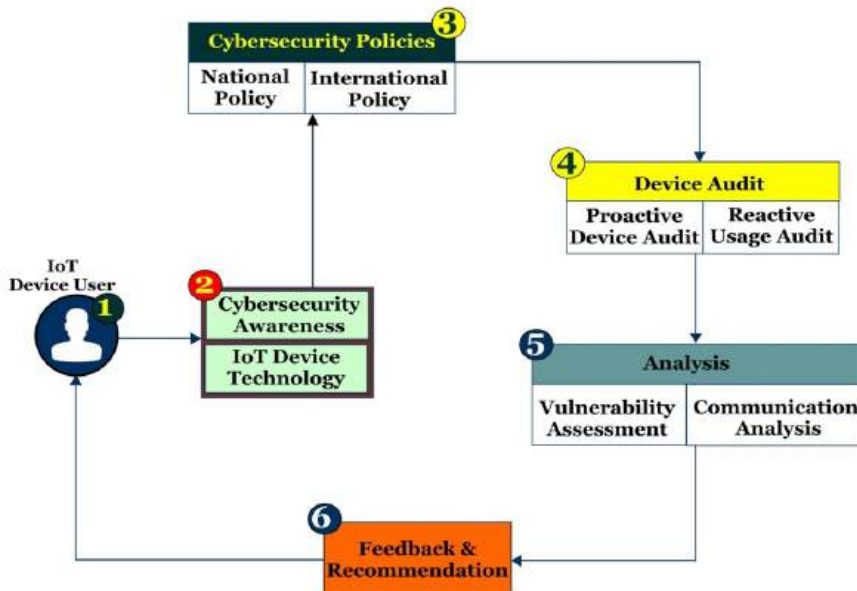 3
Cybersecurity Policies
National
Policy
International
Policy
4
Device Audit
Proactive
Device Audit
Reactive
Usage Audit
IoT
Device User
1
2
Cybersecurity
Awareness
IoT Device
Technology
5
Analysis
Vulnerability
Assessment
Communication
Analysis
6
Feedback &
Recommendation